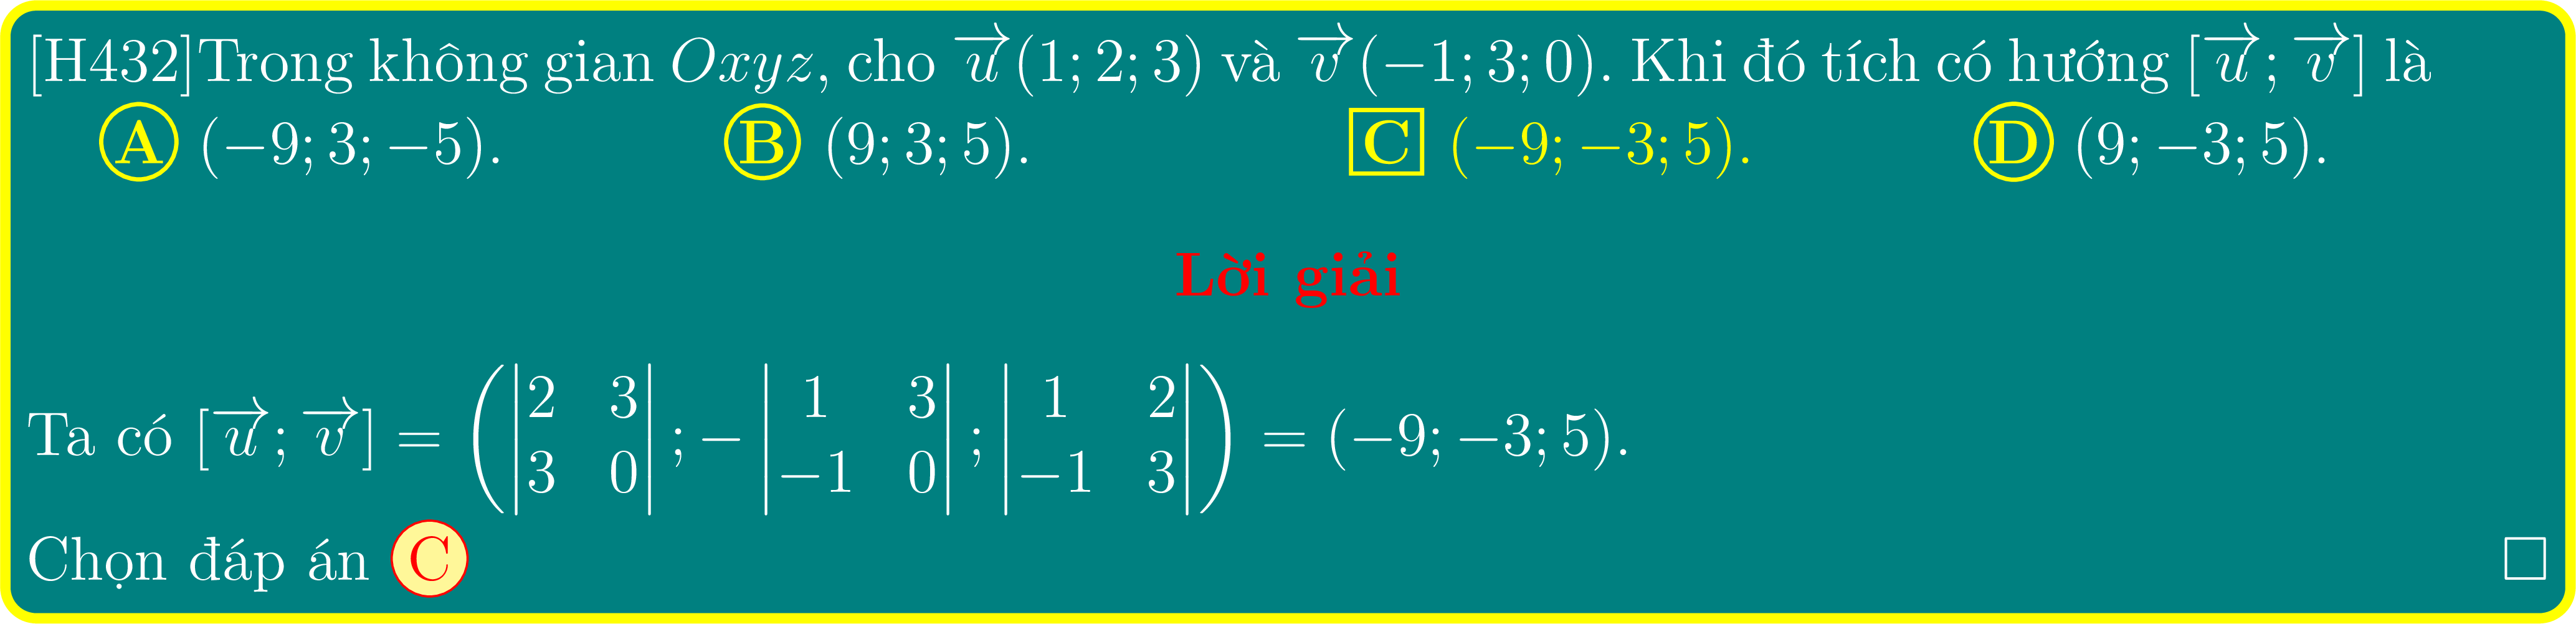 [H432]Trong không gian $Oxyz$, cho $\overrightarrow{u}(1;2;3)$ và $\overrightarrow{v}(-1;3;0)$. Khi đó tích có hướng $[\overrightarrow{u};\overrightarrow{v}]$ là
A $(-9;3;-5)$. B $(9;3;5)$. C $(-9;-3;5)$. D $(9;-3;5)$.
Lời giải
Ta có $[\overrightarrow{u};\overrightarrow{v}] = \left(\begin{vmatrix}2 & 3\\3 & 0\end{vmatrix};-\begin{vmatrix}1 & 3\\-1 & 0\end{vmatrix};\begin{vmatrix}1 & 2\\-1 & 3\end{vmatrix}\right) = (-9;-3;5)$.
Chọn đáp án C □